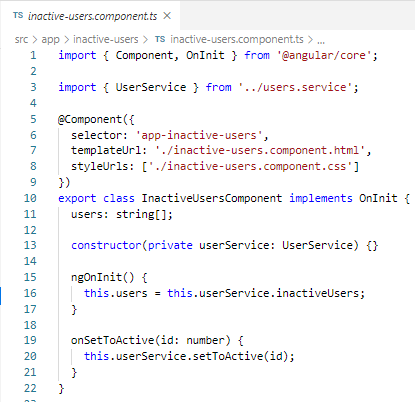 TS inactive-users.component.ts ×
src > app > inactive-users > TS inactive-users.component.ts > ...
1 import { Component, OnInit } from '@angular/core';
2
3 import { UserService } from '../users.service';
4
5 @Component({
6   selector: 'app-inactive-users',
7   templateUrl: './inactive-users.component.html',
8   styleUrls: ['./inactive-users.component.css']
9 })
10 export class InactiveUsersComponent implements OnInit {
11   users: string[];
12
13   constructor(private userService: UserService) {}
14
15   ngOnInit() {
16     this.users = this.userService.inactiveUsers;
17   }
18
19   onSetToActive(id: number) {
20     this.userService.setToActive(id);
21   }
22 }
23